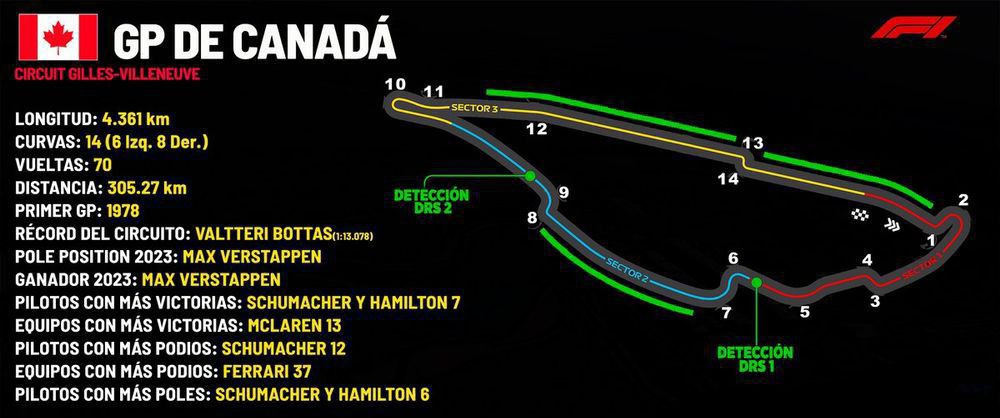 GP DE CANADÁ
F1
CIRCUIT GILLES-VILLENEUVE
LONGITUD: 4.361 km
CURVAS: 14 (6 Izq. 8 Der.)
VUELTAS: 70
DISTANCIA: 305.27 km
PRIMER GP: 1978
RÉCORD DEL CIRCUITO: VALTTERI BOTTAS(1:13.078)
POLE POSITION 2023: MAX VERSTAPPEN
GANADOR 2023: MAX VERSTAPPEN
PILOTOS CON MÁS VICTORIAS: SCHUMACHER Y HAMILTON 7
EQUIPOS CON MÁS VICTORIAS: MCLAREN 13
PILOTOS CON MÁS PODIOS: SCHUMACHER 12
EQUIPOS CON MÁS PODIOS: FERRARI 37
PILOTOS CON MÁS POLES: SCHUMACHER Y HAMILTON 6
10
11
SECTOR 3
12
13
14
DETECCIÓN
DRS 2
9
8
2
1
SECTOR 1
4
3
6
SECTOR 2
7
5
DETECCIÓN
DRS 1